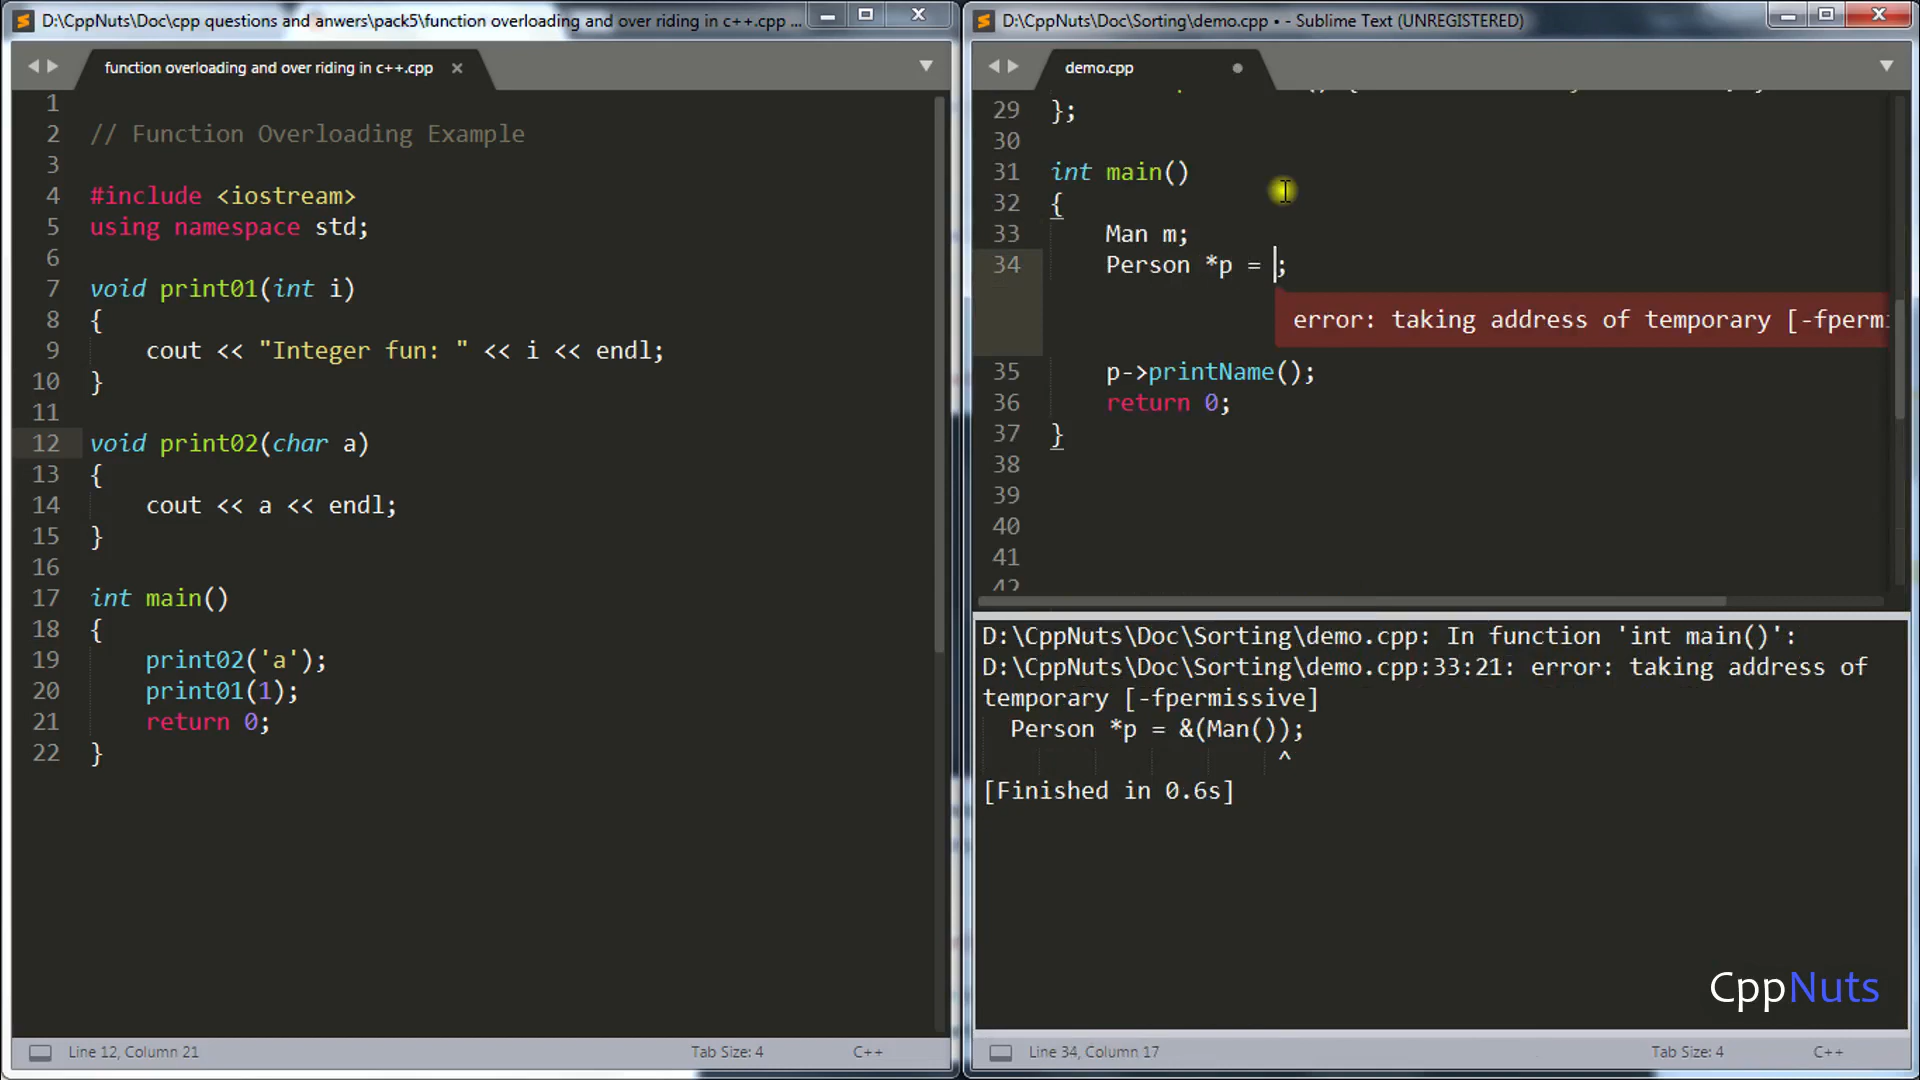 D:\CppNuts\Doc\cpp questions and anwers\pack5\function overloading and over riding in c++.cpp ...
function overloading and over riding in c++.cpp ×
1
2 // Function Overloading Example
3
4 #include <iostream>
5 using namespace std;
6
7 void print01(int i)
8 {
9 cout << "Integer fun: " << i << endl;
10 }
11
12 void print02(char a)
13 {
14 cout << a << endl;
15 }
16
17 int main()
18 {
19 print02('a');
20 print01(1);
21 return 0;
22 }
Line 12, Column 21
Tab Size: 4
C++
D:\CppNuts\Doc\Sorting\demo.cpp • - Sublime Text (UNREGISTERED)
demo.cpp
29 };
30
31 int main()
32 {
33 Man m;
34 Person *p = ;
error: taking address of temporary [-fpermi
35 p->printName();
36 return 0;
37 }
38
39
40
41
42
D:\CppNuts\Doc\Sorting\demo.cpp: In function 'int main()':
D:\CppNuts\Doc\Sorting\demo.cpp:33:21: error: taking address of
temporary [-fpermissive]
Person *p = &(Man());
^
[Finished in 0.6s]
CppNuts
Line 34, Column 17
Tab Size: 4
C++